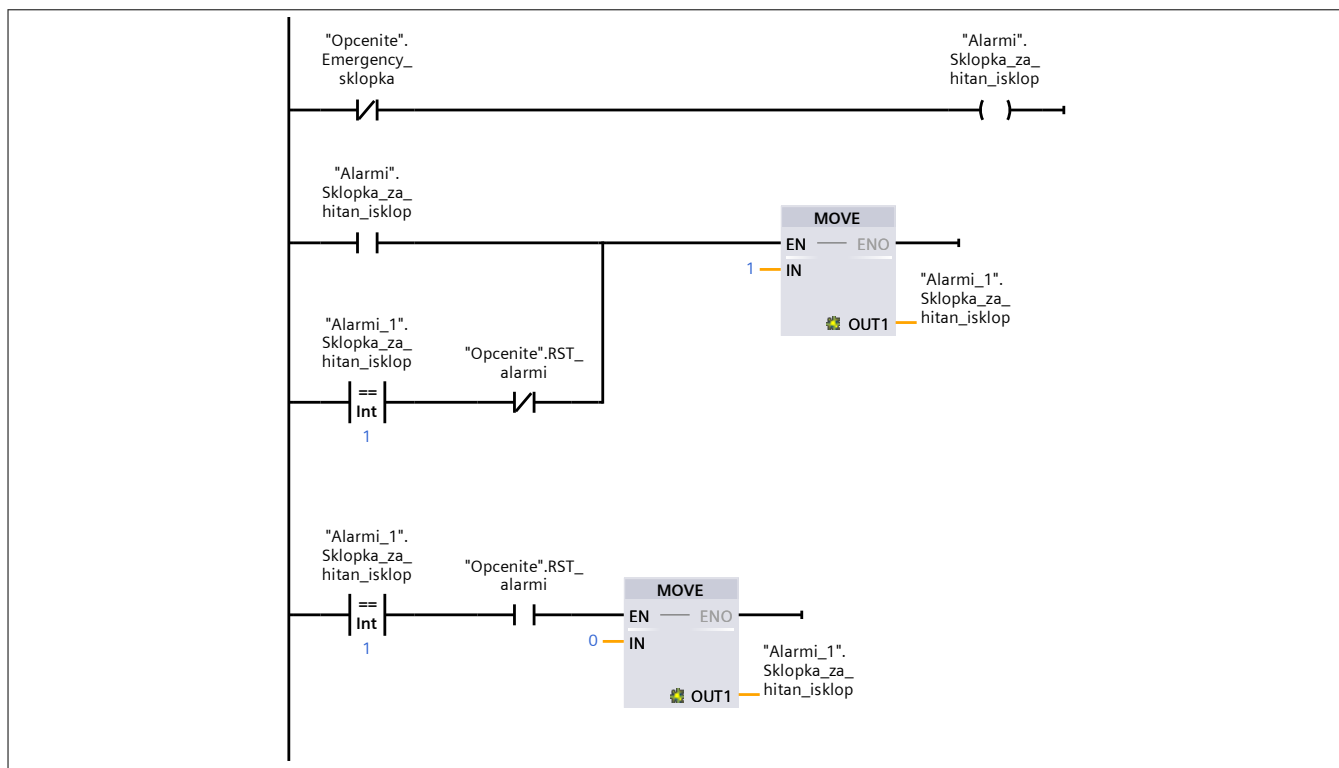 "Opcenite".
Emergency_
sklopka
"Alarmi".
Sklopka_za_
hitan_isklop
"Alarmi".
Sklopka_za_
hitan_isklop
MOVE
EN
ENO
1
IN
OUT1
"Alarmi_1".
Sklopka_za_
hitan_isklop
"Alarmi_1".
Sklopka_za_
hitan_isklop
==
Int
1
"Opcenite".RST_
alarmi
"Alarmi_1".
Sklopka_za_
hitan_isklop
==
Int
1
"Opcenite".RST_
alarmi
MOVE
EN
ENO
0
IN
OUT1
"Alarmi_1".
Sklopka_za_
hitan_isklop